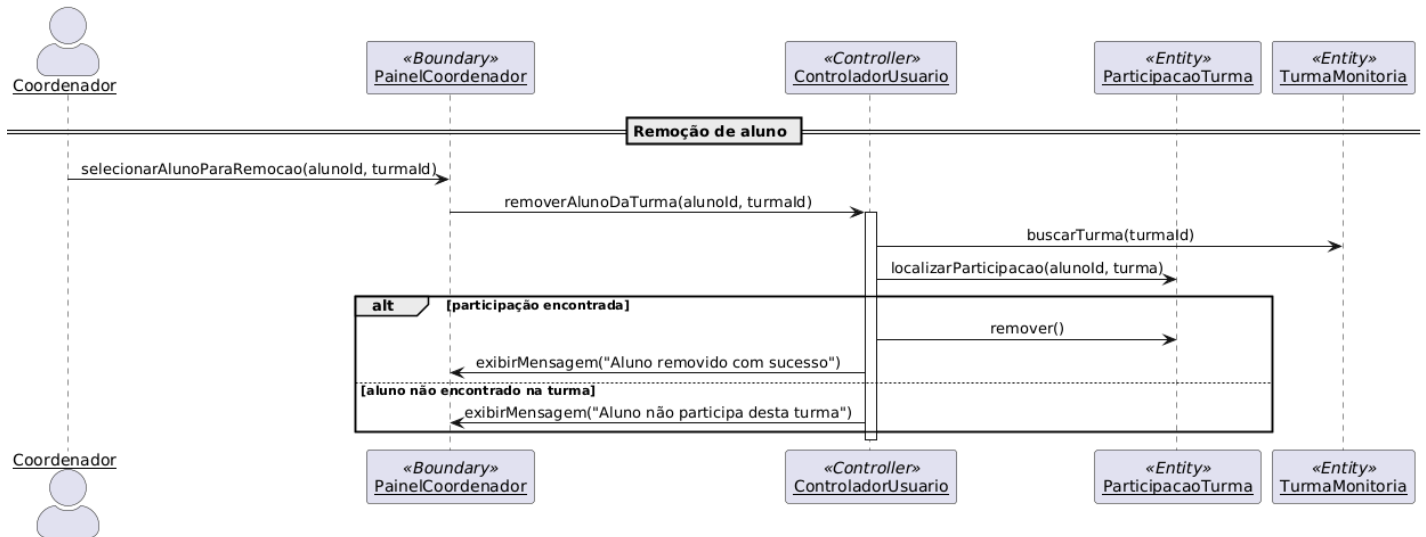 Coordenador
«Boundary»
PainelCoordenador
«Controller»
ControladorUsuario
«Entity»
ParticipacaoTurma
«Entity»
TurmaMonitoria
Remoção de aluno
selecionarAlunoParaRemocao(alunoId, turmaId)
removerAlunoDaTurma(alunoId, turmaId)
buscarTurma(turmaId)
localizarParticipacao(alunoId, turma)
alt [participação encontrada]
remover()
exibirMensagem("Aluno removido com sucesso")
[aluno não encontrado na turma]
exibirMensagem("Aluno não participa desta turma")
Coordenador
«Boundary»
PainelCoordenador
«Controller»
ControladorUsuario
«Entity»
ParticipacaoTurma
«Entity»
TurmaMonitoria